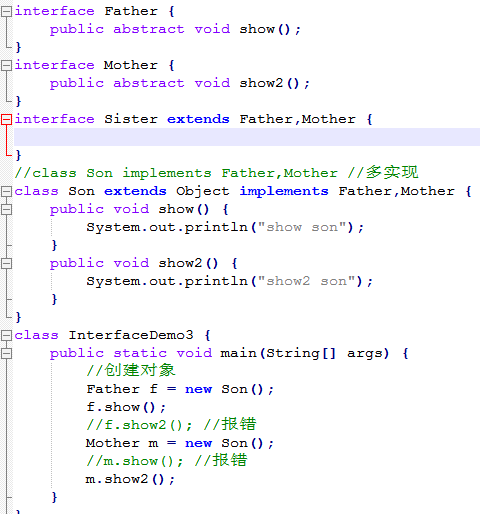 interface Father {
public abstract void show();
}
interface Mother {
public abstract void show2();
}
interface Sister extends Father,Mother {
}
//class Son implements Father,Mother //多实现
class Son extends Object implements Father,Mother {
public void show() {
System.out.println("show son");
}
public void show2() {
System.out.println("show2 son");
}
}
class InterfaceDemo3 {
public static void main(String[] args) {
//创建对象
Father f = new Son();
f.show();
//f.show2(); //报错
Mother m = new Son();
//m.show(); //报错
m.show2();
}
}